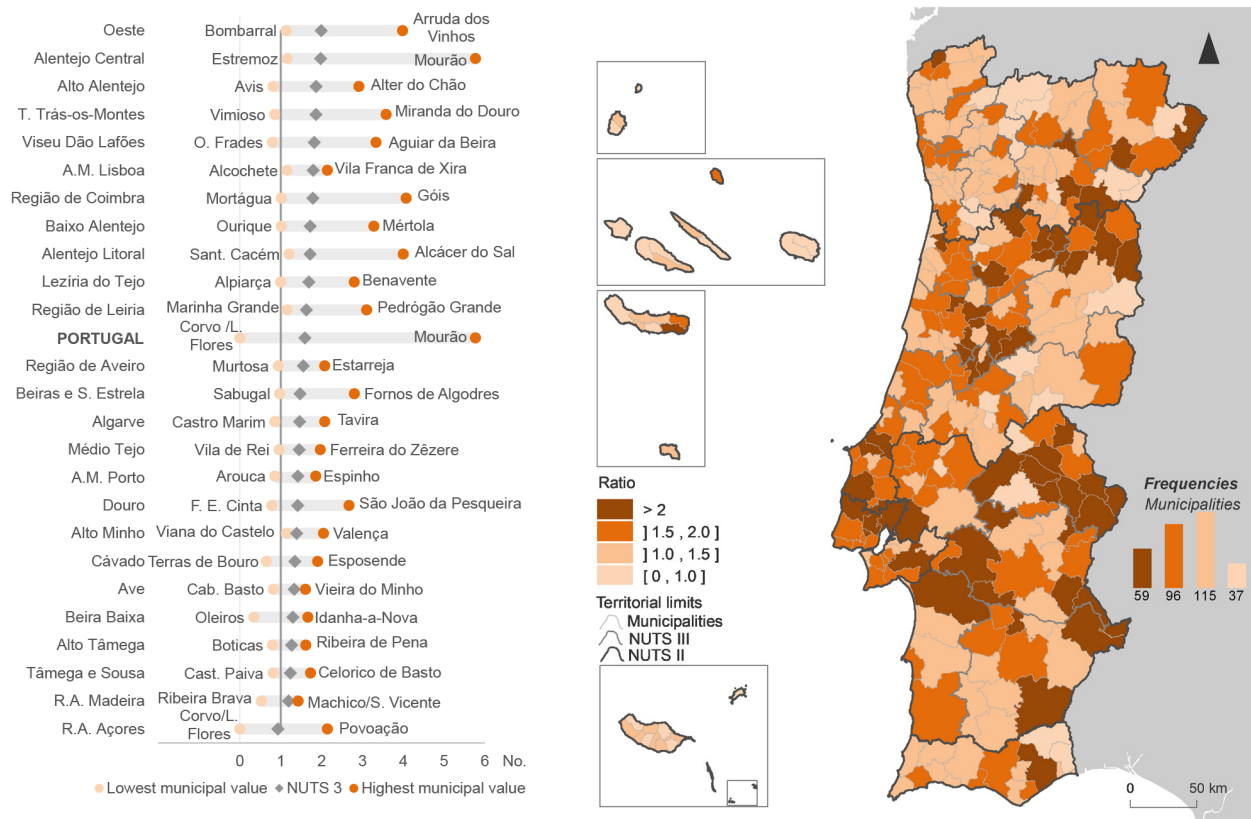 Oeste Bombarral Arruda dos
Vinhos
Alentejo Central Estremoz Mourão
Alto Alentejo Avis Alter do Chão
T. Trás-os-Montes Vimioso Miranda do Douro
Viseu Dão Lafões O. Frades Aguiar da Beira
A.M. Lisboa Alcochete Vila Franca de Xira
Região de Coimbra Mortágua Góis
Baixo Alentejo Ourique Mértola
Alentejo Litoral Sant. Cacém Alcácer do Sal
Lezíria do Tejo Alpiarça Benavente
Região de Leiria Marinha Grande Pedrógão Grande
Corvo /L.
PORTUGAL Flores Mourão
Região de Aveiro Murtosa Estarreja
Beiras e S. Estrela Sabugal Fornos de Algodres
Algarve Castro Marim Tavira
Médio Tejo Vila de Rei Ferreira do Zêzere
A.M. Porto Arouca Espinho
Douro F. E. Cinta São João da Pesqueira
Alto Minho Viana do Castelo Valença
Cávado Terras de Bouro Esposende
Ave Cab. Basto Vieira do Minho
Beira Baixa Oleiros Idanha-a-Nova
Alto Tâmega Boticas Ribeira de Pena
Tâmega e Sousa Cast. Paiva Celorico de Basto
R.A. Madeira Ribeira Brava Machico/S. Vicente
Corvo/L.
R.A. Açores Flores Povoação
0 1 2 3 4 5 6 No.
Lowest municipal value NUTS 3 Highest municipal value
Ratio
> 2
] 1.5 , 2.0 ]
] 1.0 , 1.5 ]
[ 0 , 1.0 ]
Territorial limits
Municipalities
NUTS III
NUTS II
Frequencies
Municipalities
59 96 115 37
0 50 km